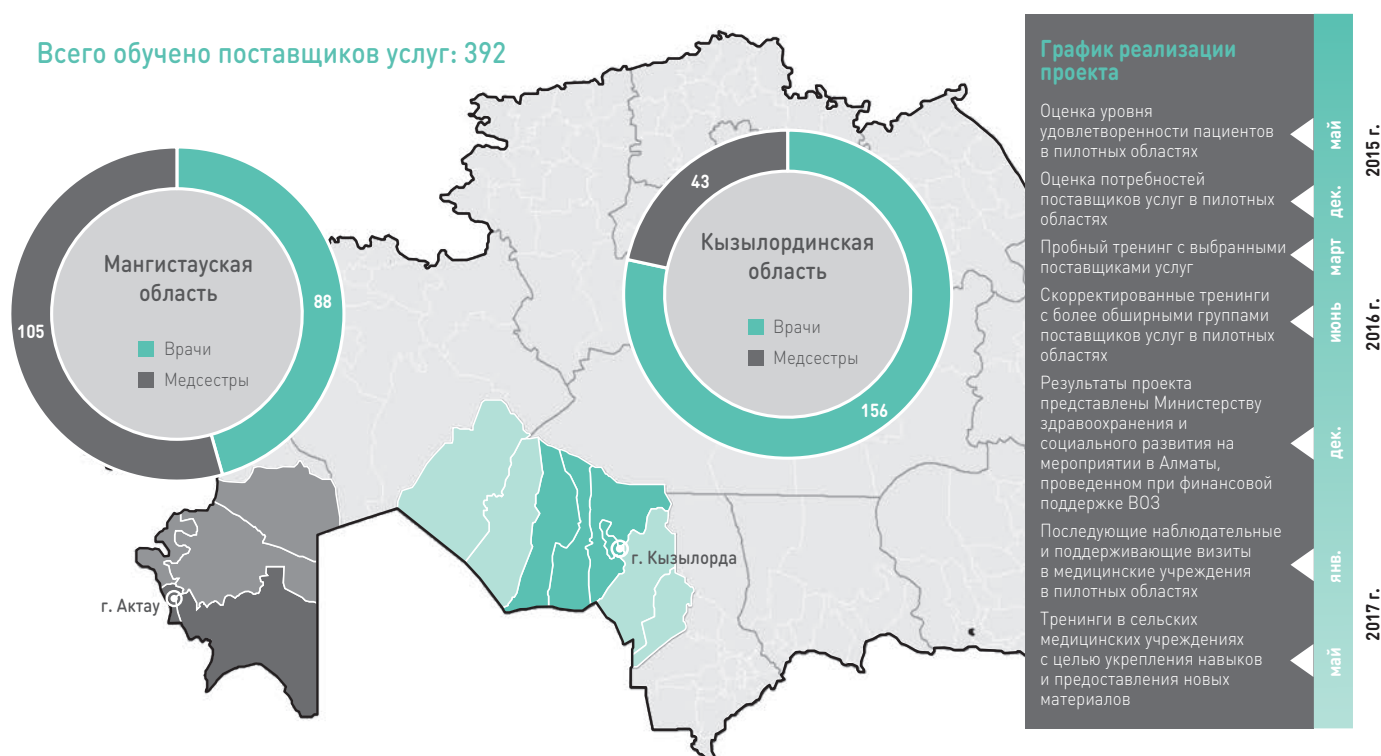 Всего обучено поставщиков услуг: 392
Мангистауская
область
Врачи
Медсестры
88
105
Кызылординская
область
Врачи
Медсестры
43
156
г. Актау
г. Кызылорда
График реализации
проекта
Оценка уровня
удовлетворенности пациентов
в пилотных областях
май
2015 г.
Оценка потребностей
поставщиков услуг в пилотных
областях
дек.
Пробный тренинг с выбранными
поставщиками услуг
март
Скорректированные тренинги
с более обширными группами
поставщиков услуг в пилотных
областях
июнь
2016 г.
Результаты проекта
представлены Министерству
здравоохранения и
социального развития на
мероприятии в Алматы,
проведенном при финансовой
поддержке ВОЗ
дек.
Последующие наблюдательные
и поддерживающие визиты
в медицинские учреждения
в пилотных областях
янв.
2017 г.
Тренинги в сельских
медицинских учреждениях
с целью укрепления навыков
и предоставления новых
материалов
май